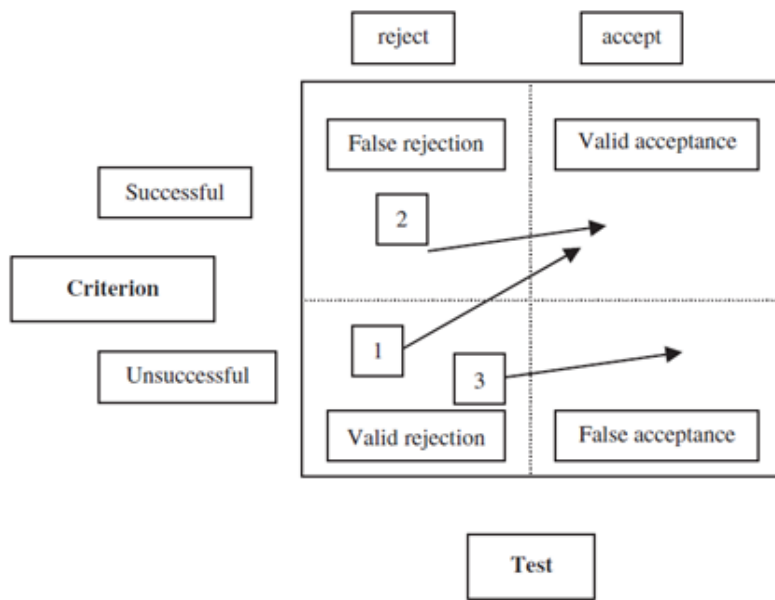 reject
accept
False rejection
Valid acceptance
Successful
2
Criterion
1
Unsuccessful
3
Valid rejection
False acceptance
Test